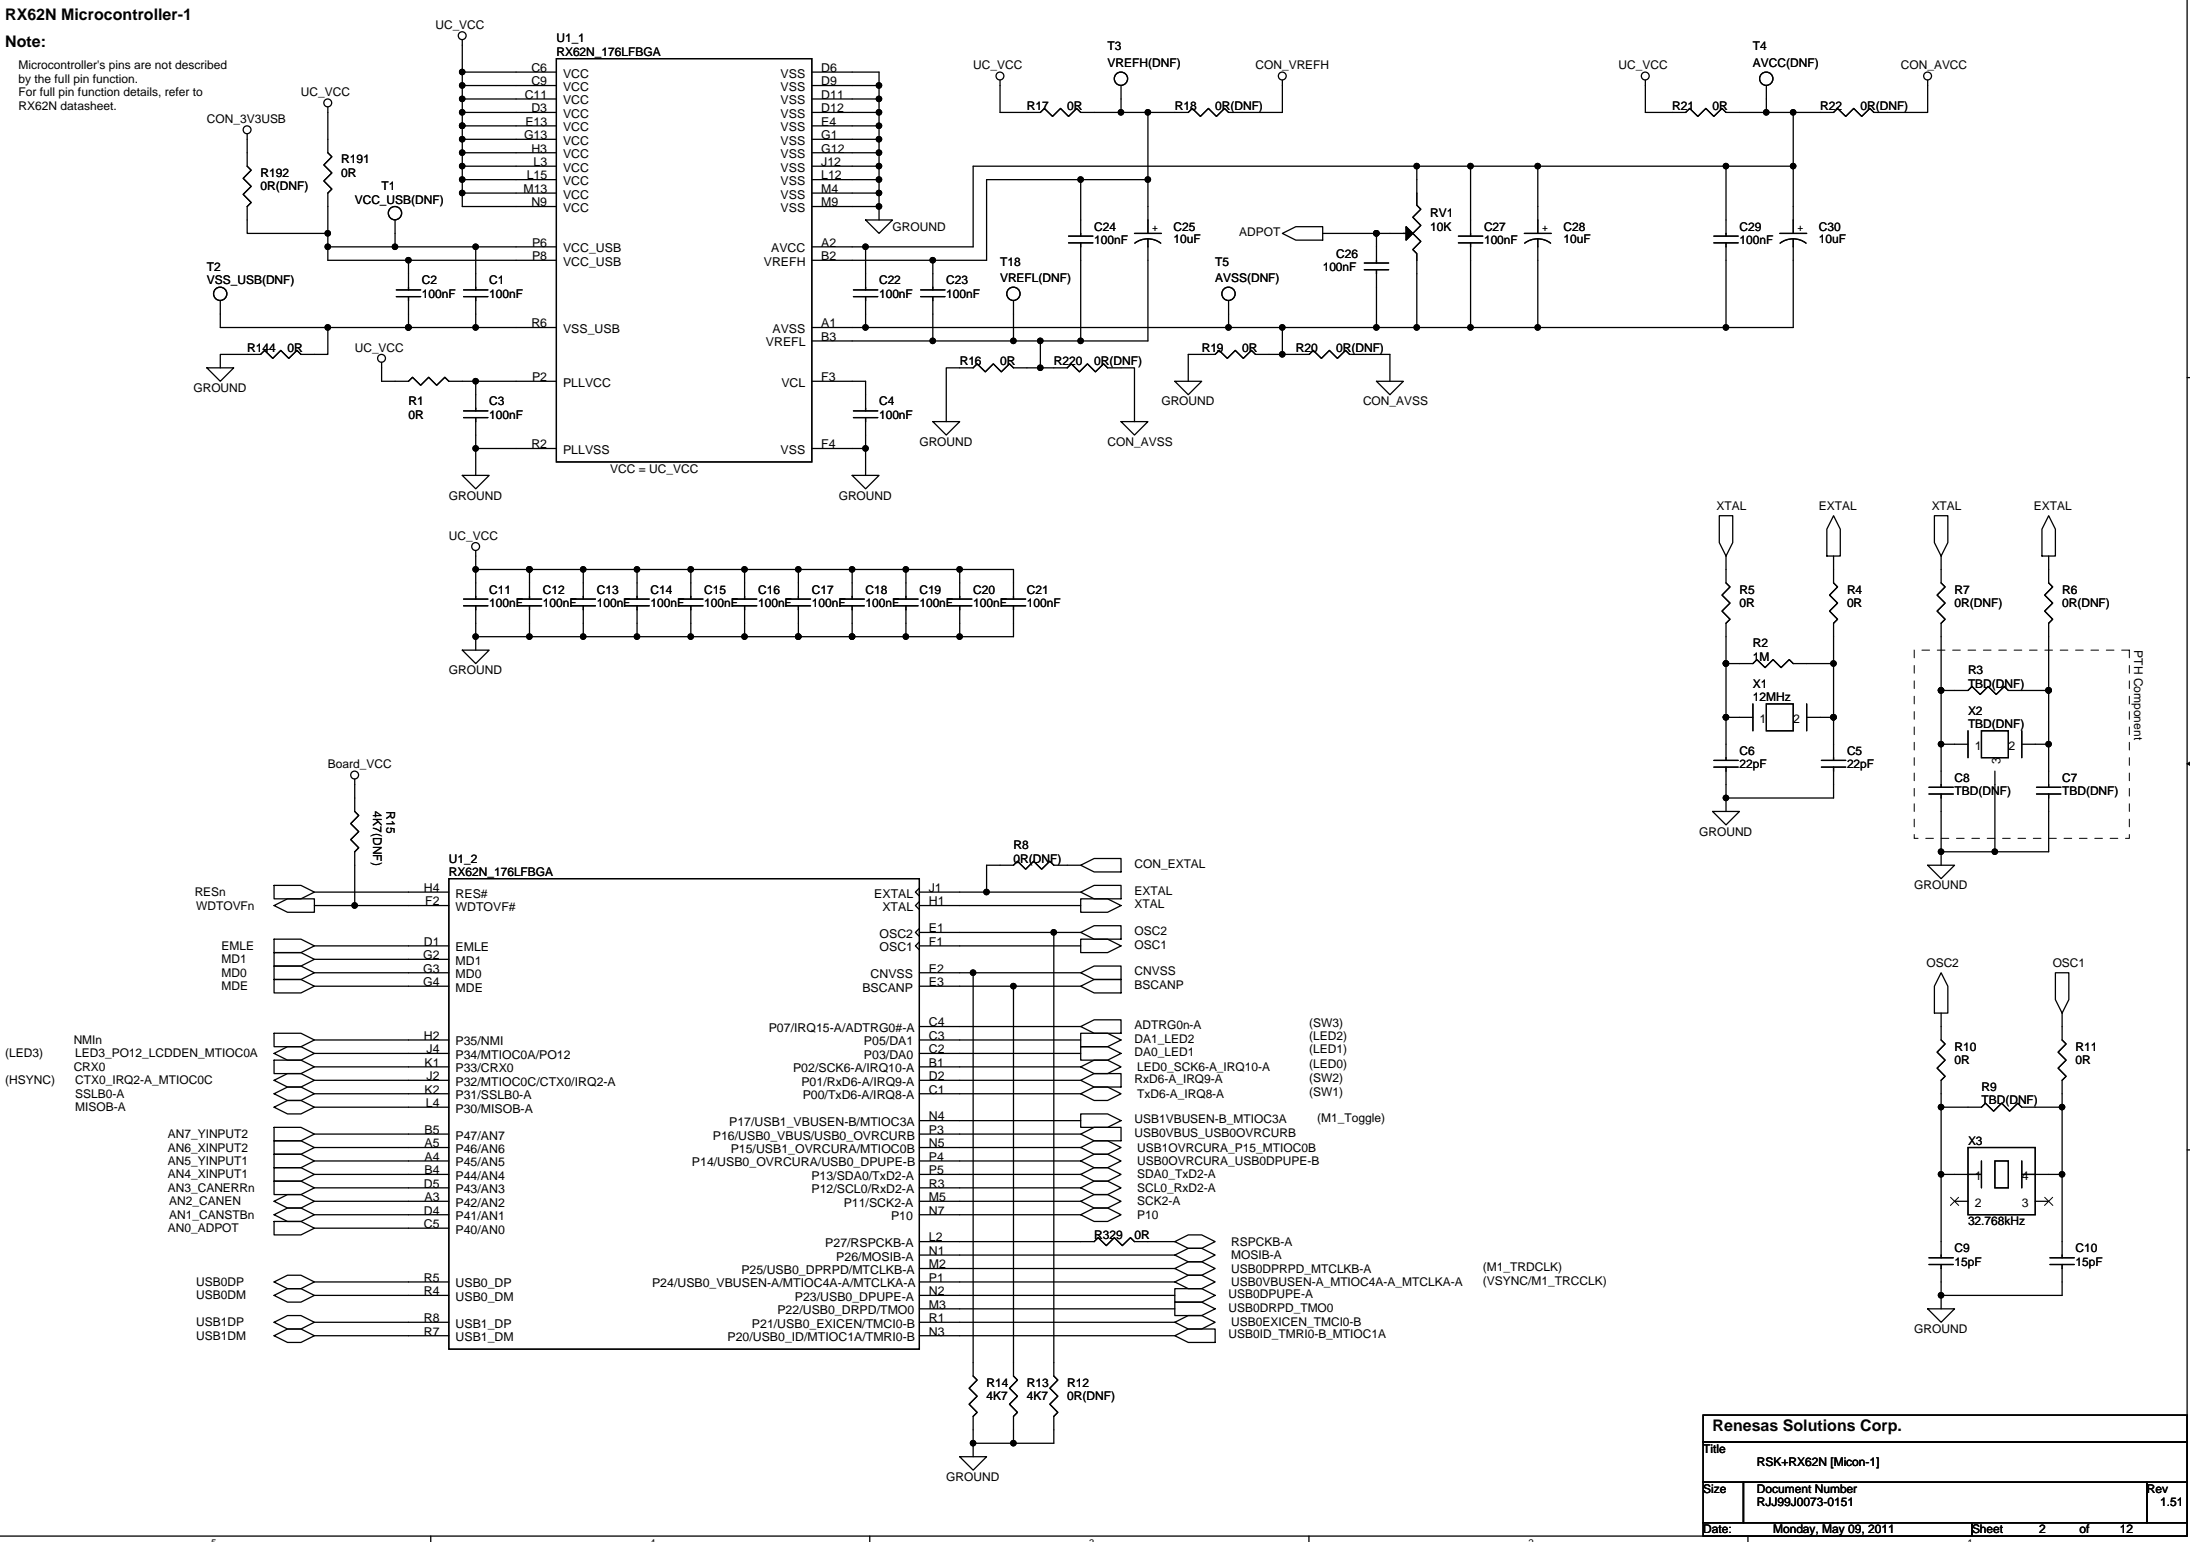 RX62N Microcontroller-1
Note:
Microcontroller's pins are not described
by the full pin function.
For full pin function details, refer to
RX62N datasheet.
UC_VCC
U1_1
RX62N_176LFBGA
C6 VCC
C9 VCC
C11 VCC
D3 VCC
E13 VCC
G13 VCC
H3 VCC
L3 VCC
L15 VCC
M13 VCC
N9 VCC
P6 VCC_USB
P8 VCC_USB
R6 VSS_USB
P2 PLLVCC
R2 PLLVSS
VSS D6
VSS D9
VSS D11
VSS D12
VSS E4
VSS G1
VSS G12
VSS J12
VSS L12
VSS M4
VSS M9
AVCC A2
VREFH B2
AVSS A1
VREFL B3
VCL F3
VSS F4
VCC = UC_VCC
UC_VCC
CON_3V3USB
R192
0R(DNF)
R191
0R
T1
VCC_USB(DNF)
T2
VSS_USB(DNF)
C2
100nF
C1
100nF
R144 0R
GROUND
UC_VCC
R1
0R
C3
100nF
GROUND
GROUND
C4
100nF
GROUND
C22
100nF
C23
100nF
T18
VREFL(DNF)
R16 0R
R220 0R(DNF)
GROUND
CON_AVSS
UC_VCC
T3
VREFH(DNF)
CON_VREFH
R17 0R
R18 0R(DNF)
C24
100nF
C25
10uF
T5
AVSS(DNF)
R19 0R
R20 0R(DNF)
GROUND
CON_AVSS
ADPOT
C26
100nF
RV1
10K
C27
100nF
C28
10uF
UC_VCC
T4
AVCC(DNF)
CON_AVCC
R21 0R
R22 0R(DNF)
C29
100nF
C30
10uF
UC_VCC
C11 C12 C13 C14 C15 C16 C17 C18 C19 C20 C21
100nF 100nF 100nF 100nF 100nF 100nF 100nF 100nF 100nF 100nF 100nF
GROUND
XTAL EXTAL
R5
0R
R4
0R
R2
1M
X1
12MHz
1 2
C6
22pF
C5
22pF
GROUND
XTAL EXTAL
R7
0R(DNF)
R6
0R(DNF)
PTH Component
R3
TBD(DNF)
X2
TBD(DNF)
1 2
3
C8
TBD(DNF)
C7
TBD(DNF)
GROUND
Board_VCC
R15
4K7(DNF)
U1_2
RX62N_176LFBGA
RESn H4 RES#
WDTOVFn F2 WDTOVF#
EMLE D1 EMLE
MD1 G2 MD1
MD0 G3 MD0
MDE G4 MDE
NMIn H2 P35/NMI
(LED3) LED3_PO12_LCDDEN_MTIOC0A J4 P34/MTIOC0A/PO12
CRX0 K1 P33/CRX0
(HSYNC) CTX0_IRQ2-A_MTIOC0C J2 P32/MTIOC0C/CTX0/IRQ2-A
SSLB0-A K2 P31/SSLB0-A
MISOB-A L4 P30/MISOB-A
AN7_YINPUT2 B5 P47/AN7
AN6_XINPUT2 A5 P46/AN6
AN5_YINPUT1 A4 P45/AN5
AN4_XINPUT1 B4 P44/AN4
AN3_CANERRn D5 P43/AN3
AN2_CANEN A3 P42/AN2
AN1_CANSTBn D4 P41/AN1
AN0_ADPOT C5 P40/AN0
USB0DP R5 USB0_DP
USB0DM R4 USB0_DM
USB1DP R8 USB1_DP
USB1DM R7 USB1_DM
R8
0R(DNF)
CON_EXTAL
EXTAL J1 EXTAL
XTAL H1 XTAL
OSC2 E1 OSC2
OSC1 F1 OSC1
CNVSS E2 CNVSS
BSCANP E3 BSCANP
P07/IRQ15-A/ADTRG0#-A C4 ADTRG0n-A (SW3)
P05/DA1 C3 DA1_LED2 (LED2)
P03/DA0 C2 DA0_LED1 (LED1)
P02/SCK6-A/IRQ10-A B1 LED0_SCK6-A_IRQ10-A (LED0)
P01/RxD6-A/IRQ9-A D2 RxD6-A_IRQ9-A (SW2)
P00/TxD6-A/IRQ8-A C1 TxD6-A_IRQ8-A (SW1)
P17/USB1_VBUSEN-B/MTIOC3A N4 USB1VBUSEN-B_MTIOC3A (M1_Toggle)
P16/USB0_VBUS/USB0_OVRCURB P3 USB0VBUS_USB0OVRCURB
P15/USB1_OVRCURA/MTIOC0B N5 USB1OVRCURA_P15_MTIOC0B
P14/USB0_OVRCURA/USB0_DPUPE-B P4 USB0OVRCURA_USB0DPUPE-B
P13/SDA0/TxD2-A P5 SDA0_TxD2-A
P12/SCL0/RxD2-A R3 SCL0_RxD2-A
P11/SCK2-A M5 SCK2-A
P10 N7 P10
P27/RSPCKB-A L2 R329 0R RSPCKB-A
P26/MOSIB-A N1 MOSIB-A
P25/USB0_DPRPD/MTCLKB-A M2 USB0DPRPD_MTCLKB-A (M1_TRDCLK)
P24/USB0_VBUSEN-A/MTIOC4A-A/MTCLKA-A P1 USB0VBUSEN-A_MTIOC4A-A_MTCLKA-A (VSYNC/M1_TRCCLK)
P23/USB0_DPUPE-A N2 USB0DPUPE-A
P22/USB0_DRPD/TMO0 M3 USB0DRPD_TMO0
P21/USB0_EXICEN/TMCI0-B R1 USB0EXICEN_TMCI0-B
P20/USB0_ID/MTIOC1A/TMRI0-B N3 USB0ID_TMRI0-B_MTIOC1A
R14
4K7
R13
4K7
R12
0R(DNF)
GROUND
OSC2 OSC1
R10
0R
R11
0R
R9
TBD(DNF)
X3
1 4
2 3
32.768kHz
C9
15pF
C10
15pF
GROUND
Renesas Solutions Corp.
Title
RSK+RX62N [Micon-1]
Size Document Number Rev
RJJ99J0073-0151 1.51
Date: Monday, May 09, 2011 Sheet 2 of 12